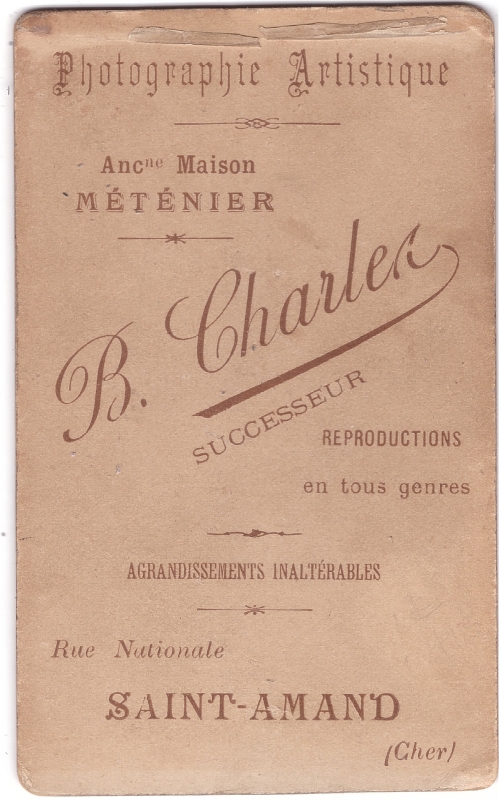 Photographie Artistique
Ancⁿᵉ Maison
MÉTÉNIER
B. Charles
SUCCESSEUR
REPRODUCTIONS
en tous genres
AGRANDISSEMENTS INALTÉRABLES
Rue Nationale
SAINT-AMAND
(Cher)